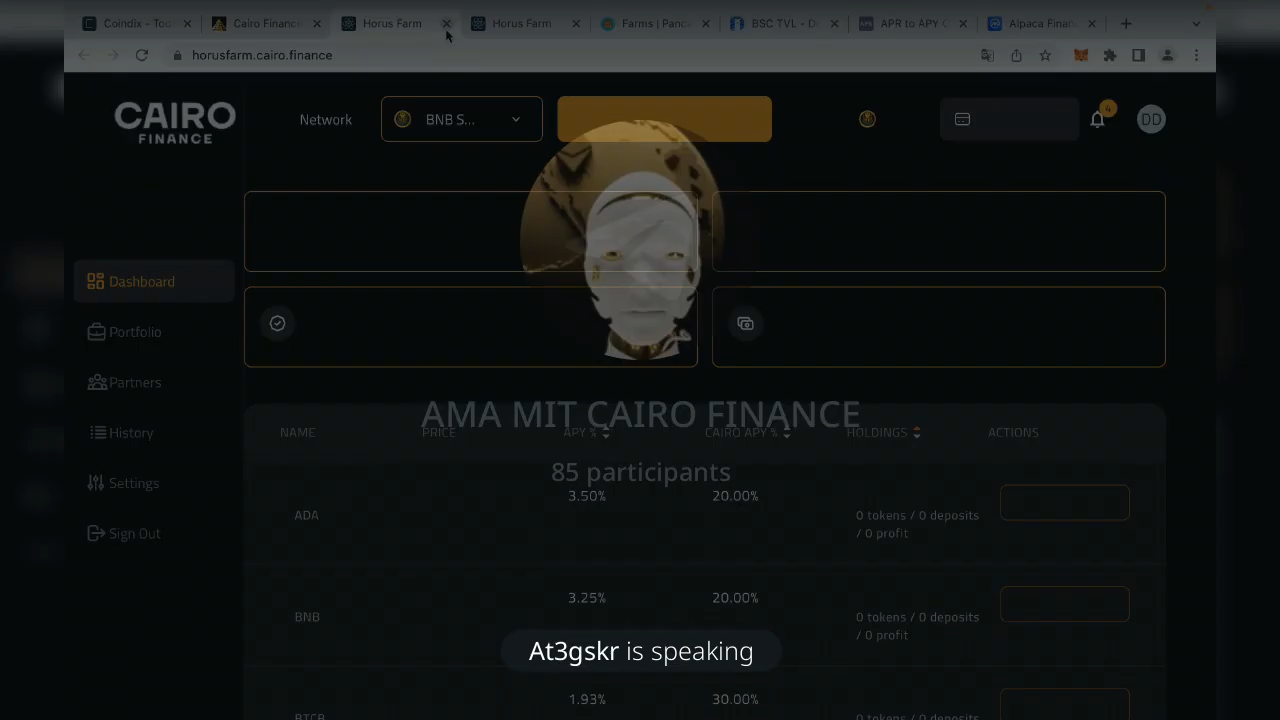 Coindix - Too
Cairo Finance
Horus Farm
Horus Farm
Farms | Panca
BSC TVL - D
APR to APY C
Alpaca Finan
horusfarm.cairo.finance
CAIRO
FINANCE
Network
BNB S...
DD
Dashboard
Portfolio
Partners
History
Settings
Sign Out
AMA MIT CAIRO FINANCE
85 participants
NAME
PRICE
APY %
CAIRO APY %
HOLDINGS
ACTIONS
ADA
3.50%
20.00%
0 tokens / 0 deposits
/ 0 profit
BNB
3.25%
20.00%
0 tokens / 0 deposits
/ 0 profit
BTCB
1.93%
30.00%
At3gskr is speaking